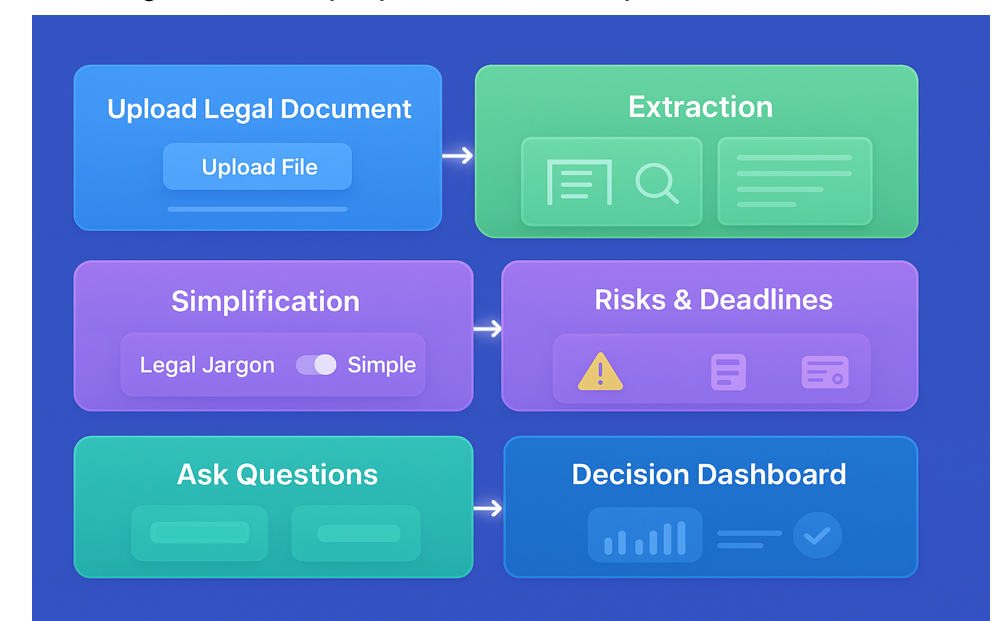 Upload Legal Document
Upload File
Extraction
Simplification
Legal Jargon Simple
Risks & Deadlines
Ask Questions
Decision Dashboard